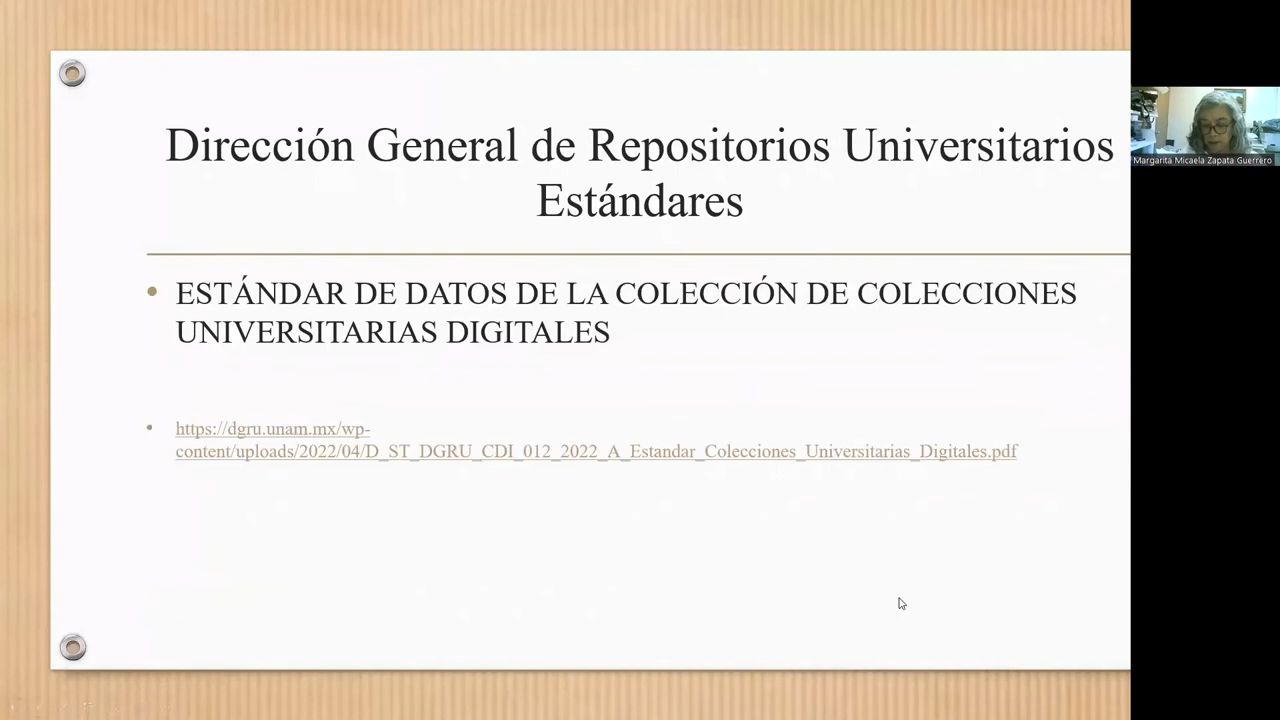 Dirección General de Repositorios Universitarios
Estándares
• ESTÁNDAR DE DATOS DE LA COLECCIÓN DE COLECCIONES
UNIVERSITARIAS DIGITALES
• https://dgru.unam.mx/wp-
content/uploads/2022/04/D_ST_DGRU_CDI_012_2022_A_Estandar_Colecciones_Universitarias_Digitales.pdf
Margarita Micaela Zapata Guerrero